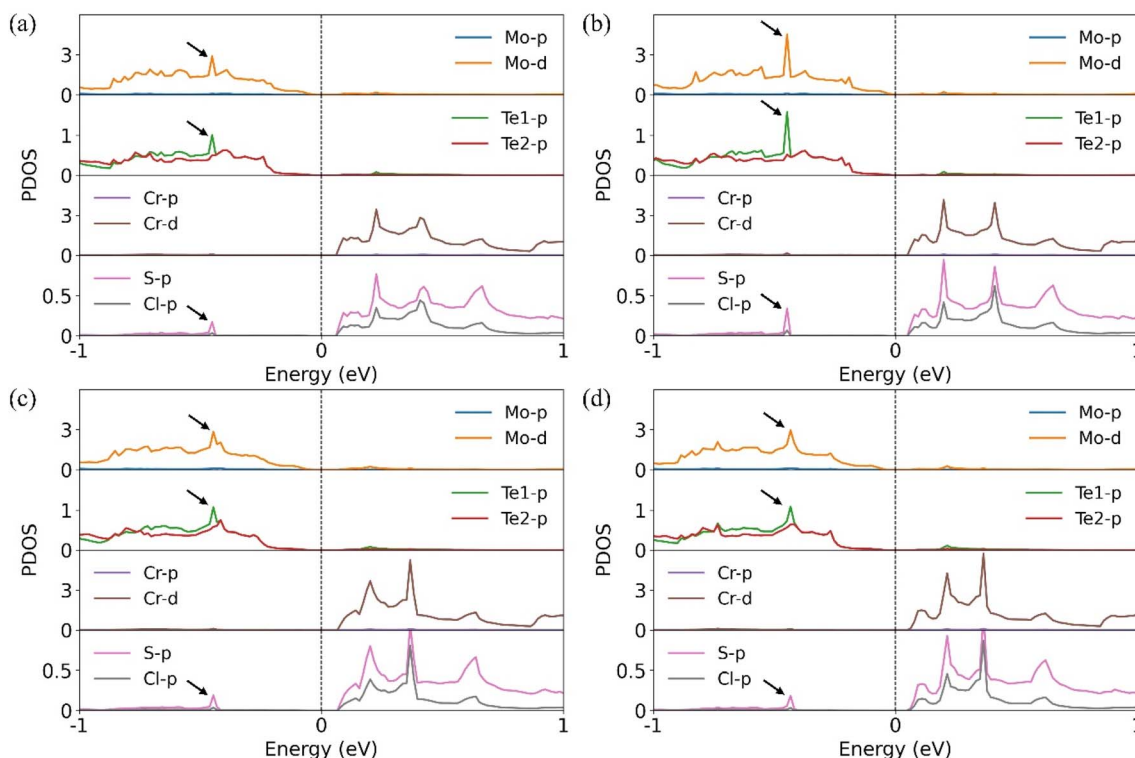 (a)
Mo-p
3
Mo-d
0
Te1-p
1
Te2-p
0
PDOS
Cr-p
3
Cr-d
0
S-p
0.5
Cl-p
0
-1 0 1
Energy (eV)
(b)
Mo-p
3
Mo-d
0
Te1-p
1
Te2-p
0
PDOS
Cr-p
3
Cr-d
0
S-p
0.5
Cl-p
0
-1 0 1
Energy (eV)
(c)
Mo-p
3
Mo-d
0
Te1-p
1
Te2-p
0
PDOS
Cr-p
3
Cr-d
0
S-p
0.5
Cl-p
0
-1 0 1
Energy (eV)
(d)
Mo-p
3
Mo-d
0
Te1-p
1
Te2-p
0
PDOS
Cr-p
3
Cr-d
0
S-p
0.5
Cl-p
0
-1 0 1
Energy (eV)